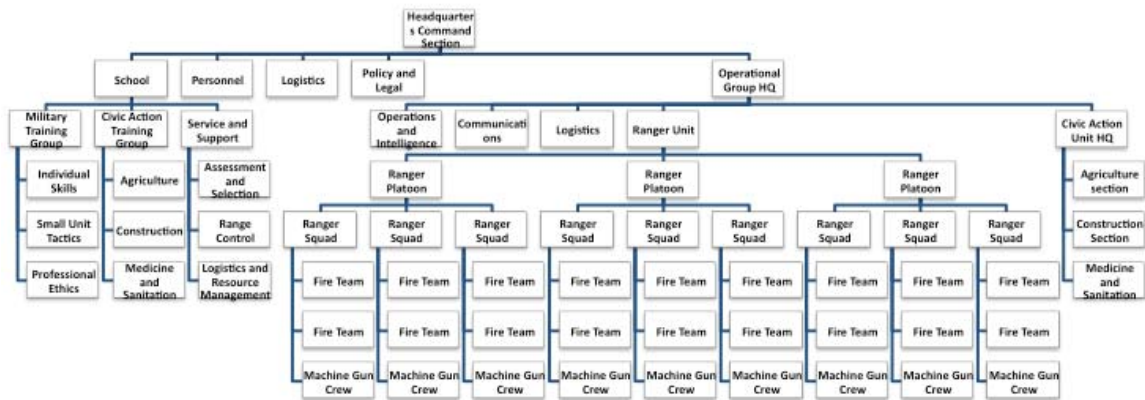 Headquarter
s Command
Section
School
Personnel
Logistics
Policy and
Legal
Operational
Group HQ
Military
Training
Group
Civic Action
Training
Group
Service and
Support
Operations
and
Intelligence
Communicati
ons
Logistics
Ranger Unit
Civic Action
Unit HQ
Individual
Skills
Agriculture
Assessment
and
Selection
Ranger
Platoon
Ranger
Platoon
Ranger
Platoon
Agriculture
section
Small Unit
Tactics
Construction
Range
Control
Ranger
Squad
Ranger
Squad
Ranger
Squad
Ranger
Squad
Ranger
Squad
Ranger
Squad
Ranger
Squad
Ranger
Squad
Ranger
Squad
Construction
Section
Professional
Ethics
Medicine
and
Sanitation
Logistics and
Resource
Management
Fire Team
Fire Team
Fire Team
Fire Team
Fire Team
Fire Team
Fire Team
Fire Team
Fire Team
Medicine
and
Sanitation
Fire Team
Fire Team
Fire Team
Fire Team
Fire Team
Fire Team
Fire Team
Fire Team
Fire Team
Machine Gun
Crew
Machine Gun
Crew
Machine Gun
Crew
Machine Gun
Crew
Machine Gun
Crew
Machine Gun
Crew
Machine Gun
Crew
Machine Gun
Crew
Machine Gun
Crew